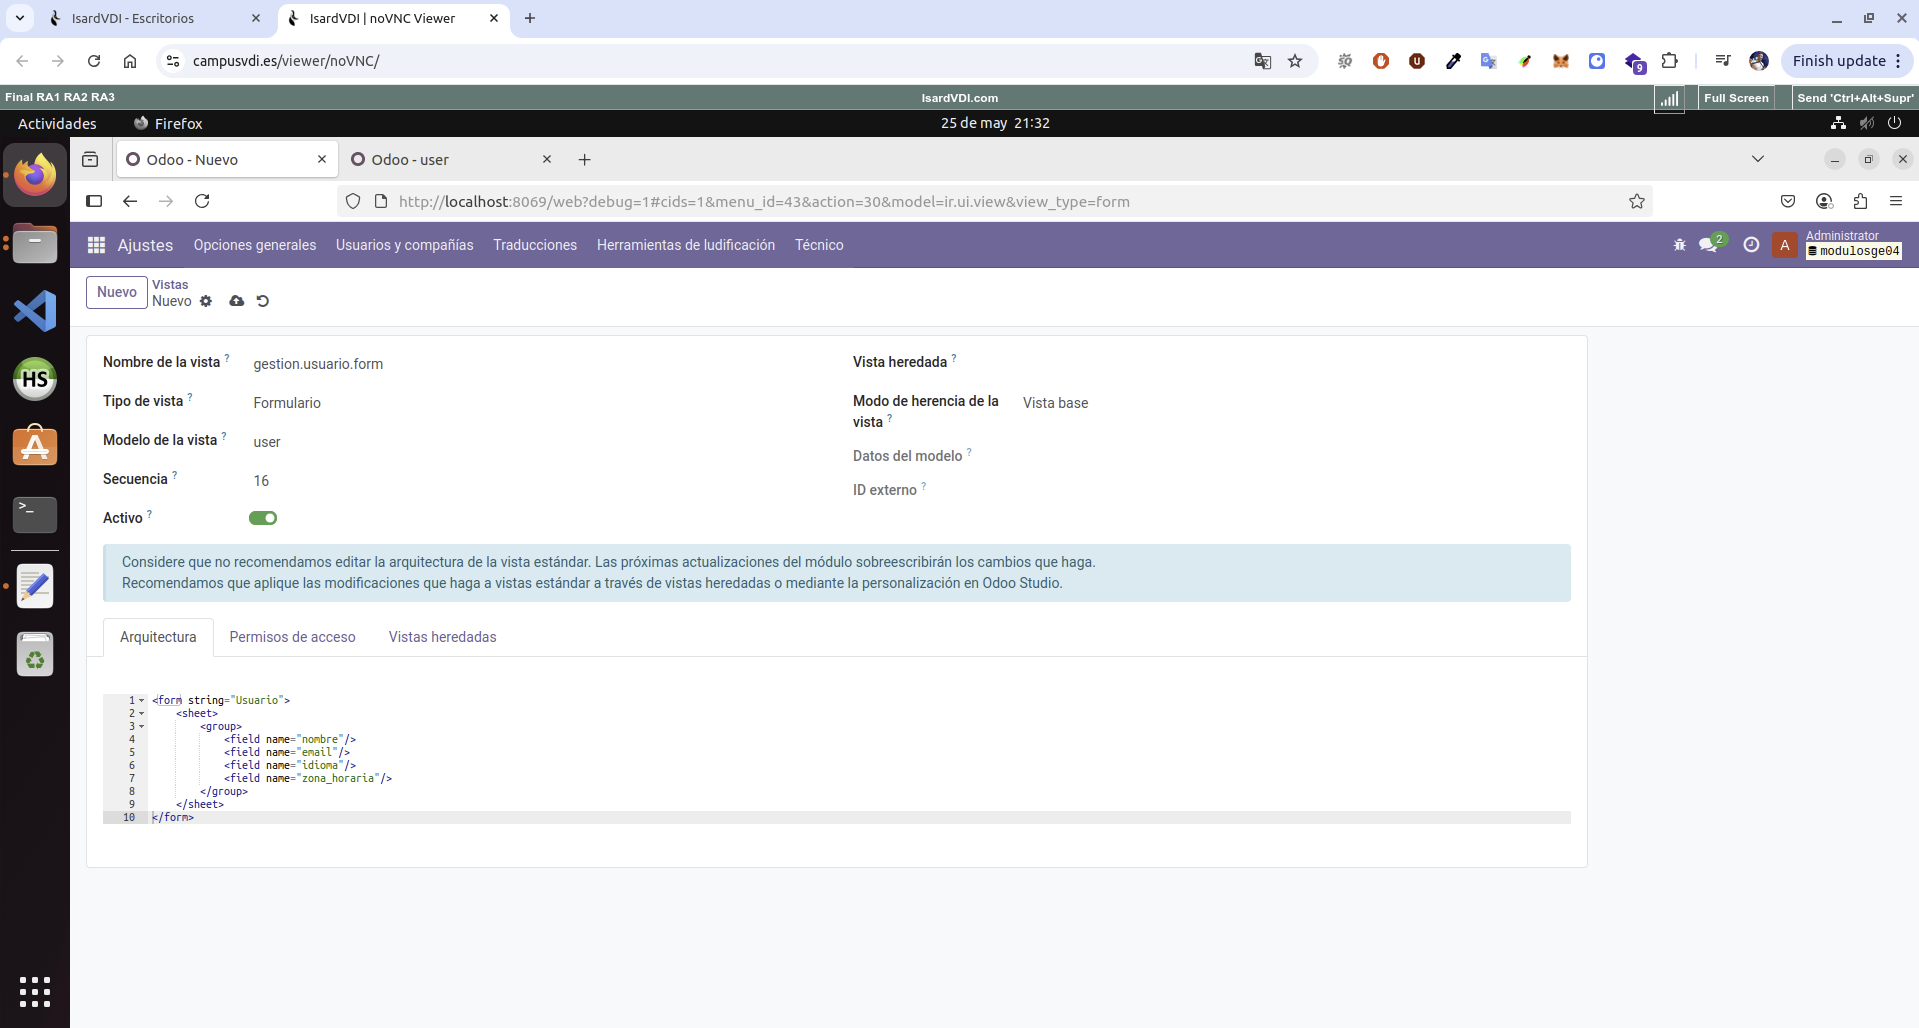 IsardVDI - Escritorios
IsardVDI | noVNC Viewer
campusvdi.es/viewer/noVNC/
9
Finish update
Final RA1 RA2 RA3
IsardVDI.com
Full Screen
Send 'Ctrl+Alt+Supr'
Actividades
Firefox
25 de may 21:32
Odoo - Nuevo
Odoo - user
http://localhost:8069/web?debug=1#cids=1&menu_id=43&action=30&model=ir.ui.view&view_type=form
Ajustes
Opciones generales
Usuarios y compañías
Traducciones
Herramientas de ludificación
Técnico
2
A
Administrator
modulosge04
Nuevo
Vistas
Nuevo
HS
Nombre de la vista ?
gestion.usuario.form
Tipo de vista ?
Formulario
Modelo de la vista ?
user
Secuencia ?
16
Activo ?
Vista heredada ?
Modo de herencia de la
vista ?
Vista base
Datos del modelo ?
ID externo ?
Considere que no recomendamos editar la arquitectura de la vista estándar. Las próximas actualizaciones del módulo sobreescribirán los cambios que haga.
Recomendamos que aplique las modificaciones que haga a vistas estándar a través de vistas heredadas o mediante la personalización en Odoo Studio.
Arquitectura
Permisos de acceso
Vistas heredadas
1 <form string="Usuario">
2 <sheet>
3 <group>
4 <field name="nombre"/>
5 <field name="email"/>
6 <field name="idioma"/>
7 <field name="zona_horaria"/>
8 </group>
9 </sheet>
10 </form>